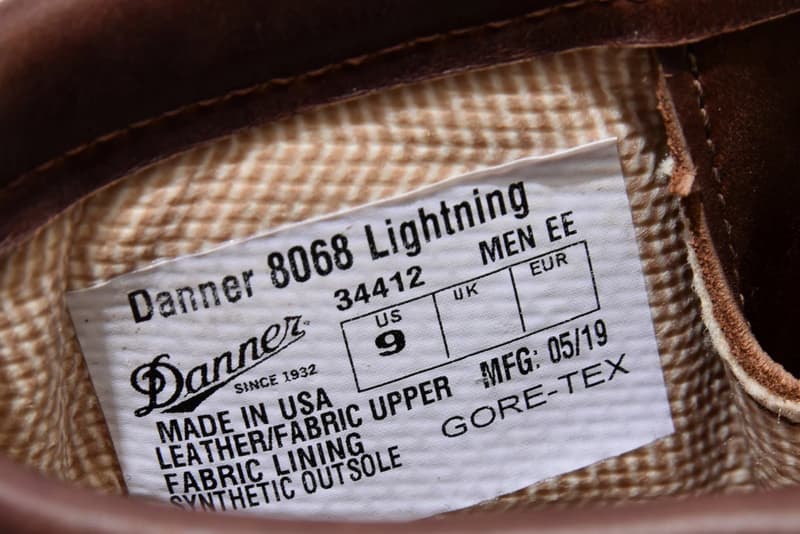 Danner 8068 Lightning
34412 MEN EE
US UK EUR
9
Danner
SINCE 1932
MADE IN USA
LEATHER/FABRIC UPPER
FABRIC LINING
SYNTHETIC OUTSOLE
MFG: 05/19
GORE-TEX